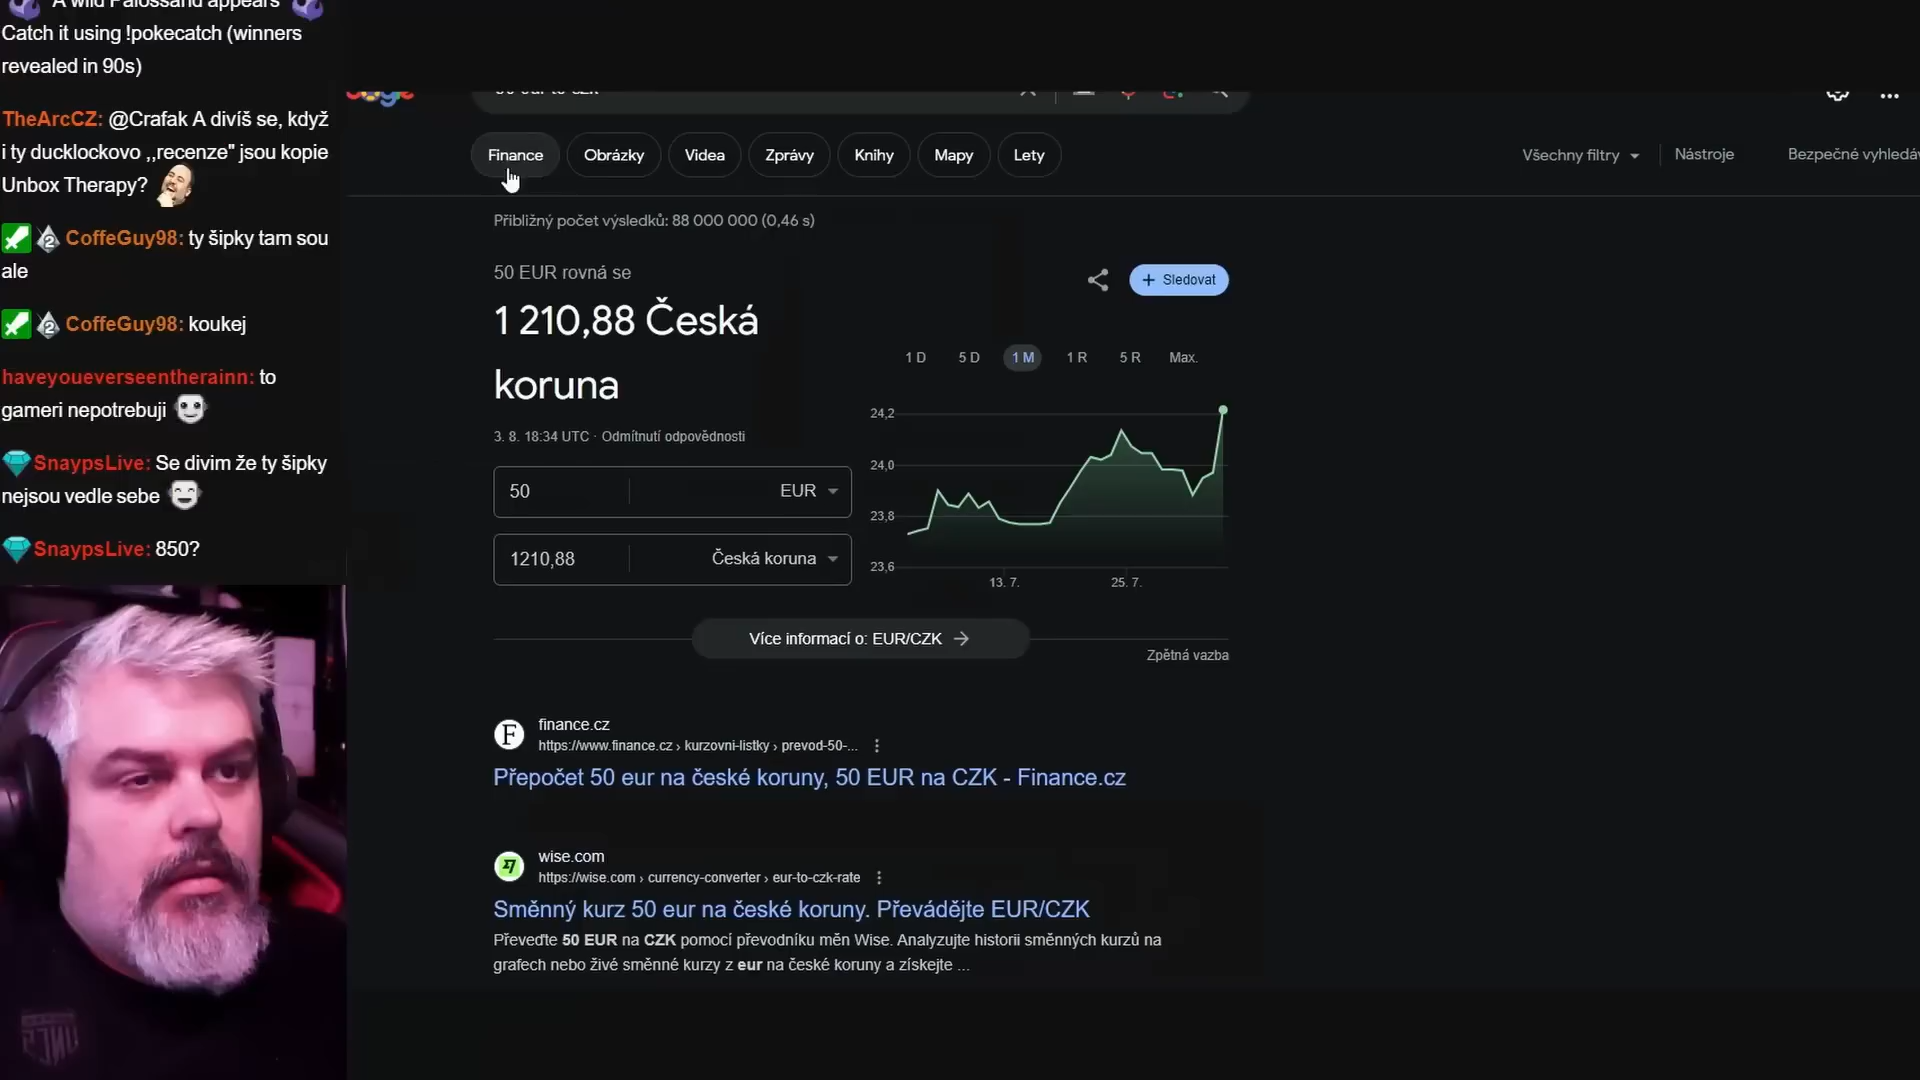 A wild Palossand appears
Catch it using !pokecatch (winners
revealed in 90s)
TheArcCZ: @Crafak A divíš se, když
i ty ducklockovo ,,recenze" jsou kopie
Unbox Therapy?
CoffeGuy98: ty šipky tam sou
ale
CoffeGuy98: koukej
haveyoueverseentherainn: to
gameri nepotrebuji
SnaypsLive: Se divim že ty šipky
nejsou vedle sebe
SnaypsLive: 850?
50 eur to czk
Finance
Obrázky
Videa
Zprávy
Knihy
Mapy
Lety
Všechny filtry
Nástroje
Bezpečné vyhledáv
Přibližný počet výsledků: 88 000 000 (0,46 s)
50 EUR rovná se
1 210,88 Česká
koruna
3. 8. 18:34 UTC · Odmítnutí odpovědnosti
50 EUR
1210,88 Česká koruna
Sledovat
1 D
5 D
1 M
1 R
5 R
Max.
24,2
24,0
23,8
23,6
13. 7.
25. 7.
Více informací o: EUR/CZK
Zpětná vazba
finance.cz
https://www.finance.cz › kurzovni-listky › prevod-50-...
Přepočet 50 eur na české koruny, 50 EUR na CZK - Finance.cz
wise.com
https://wise.com › currency-converter › eur-to-czk-rate
Směnný kurz 50 eur na české koruny. Převádějte EUR/CZK
Převeďte 50 EUR na CZK pomocí převodníku měn Wise. Analyzujte historii směnných kurzů na
grafech nebo živé směnné kurzy z eur na české koruny a získejte ...